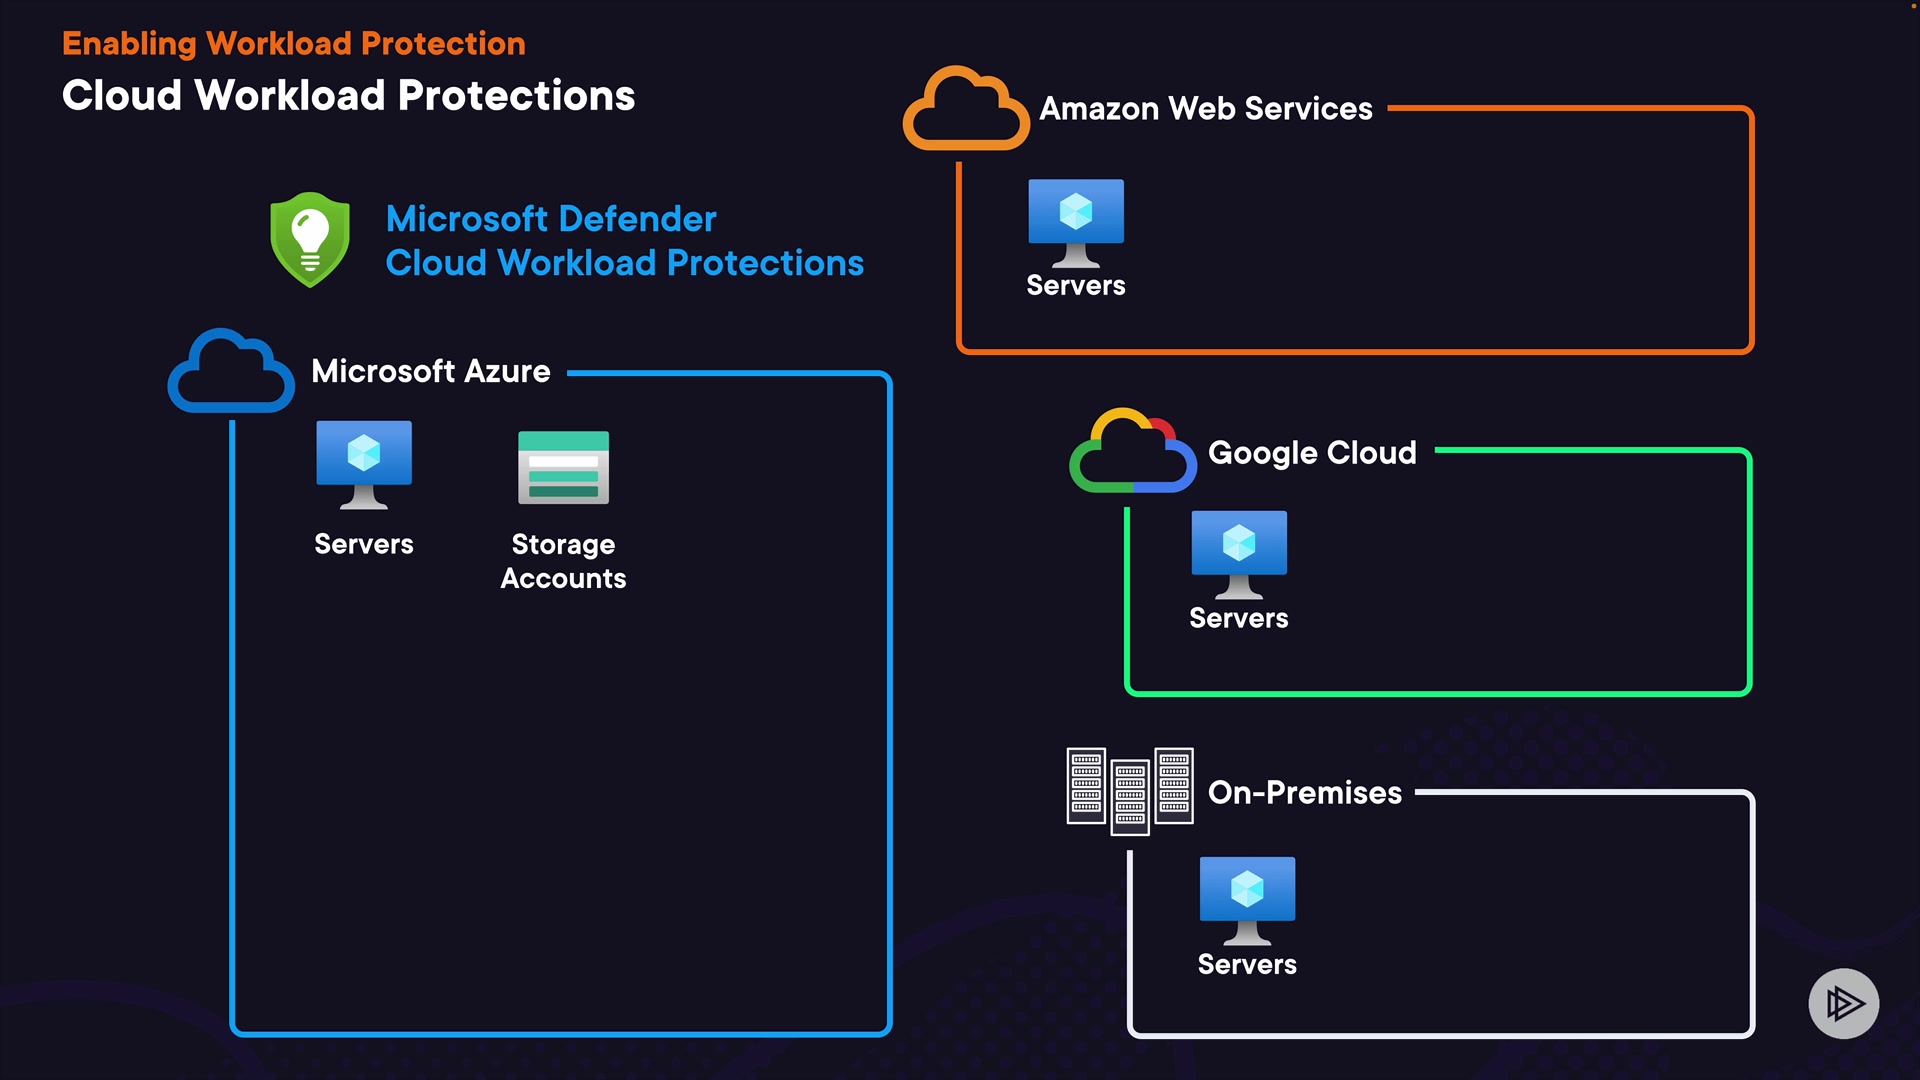 Enabling Workload Protection
Cloud Workload Protections
Microsoft Defender
Cloud Workload Protections
Microsoft Azure
Servers
Storage
Accounts
Amazon Web Services
Servers
Google Cloud
Servers
On-Premises
Servers